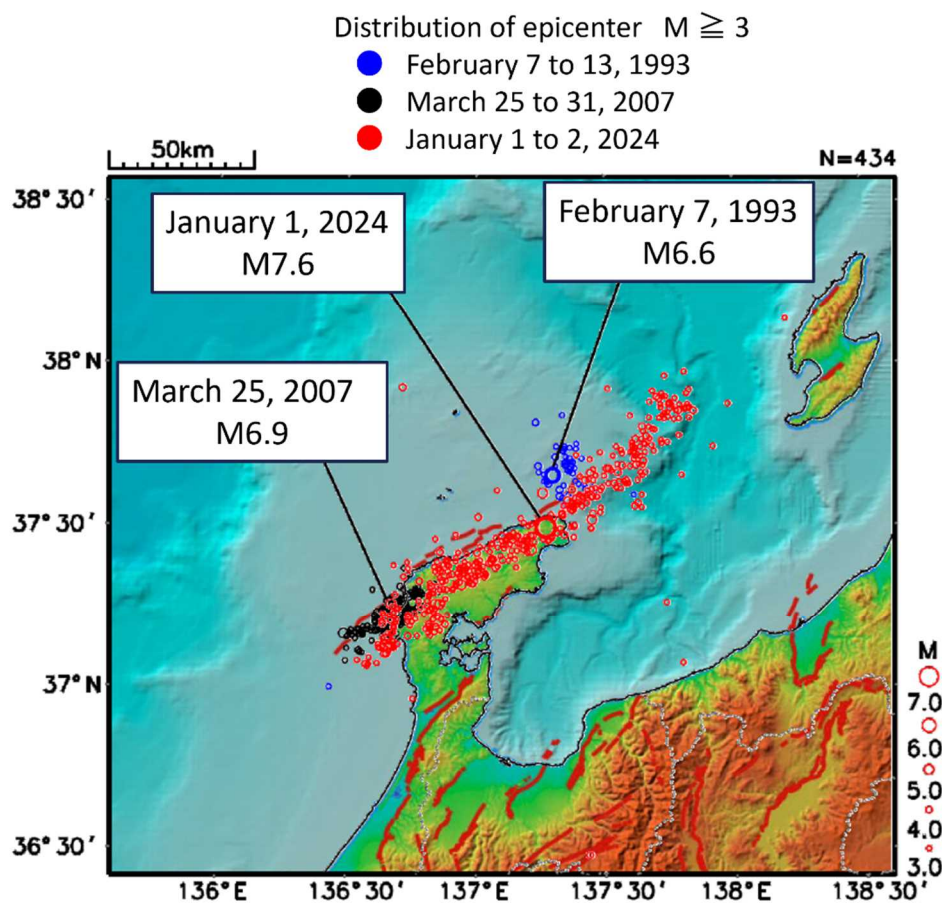 Distribution of epicenter M ≧ 3
February 7 to 13, 1993
March 25 to 31, 2007
January 1 to 2, 2024
50km
N=434
38° 30′
January 1, 2024
M7.6
February 7, 1993
M6.6
38° N
March 25, 2007
M6.9
37° 30′
37° N
M
7.0
6.0
5.0
4.0
3.0
36° 30′
136°E
136° 30′
137°E
137° 30′
138°E
138° 30′